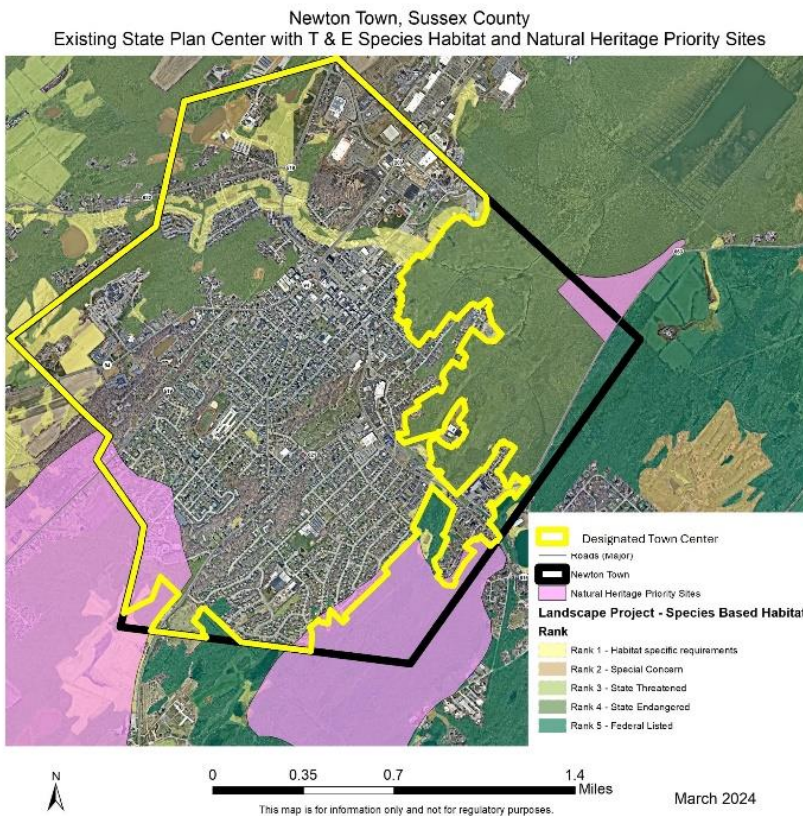 Newton Town, Sussex County
Existing State Plan Center with T & E Species Habitat and Natural Heritage Priority Sites
Designated Town Center
Roads (Major)
Newton Town
Natural Heritage Priority Sites
Landscape Project - Species Based Habitat
Rank
Rank 1 - Habitat specific requirements
Rank 2 - Special Concern
Rank 3 - State Threatened
Rank 4 - State Endangered
Rank 5 - Federal Listed
N
0 0.35 0.7 1.4
Miles
This map is for information only and not for regulatory purposes.
March 2024